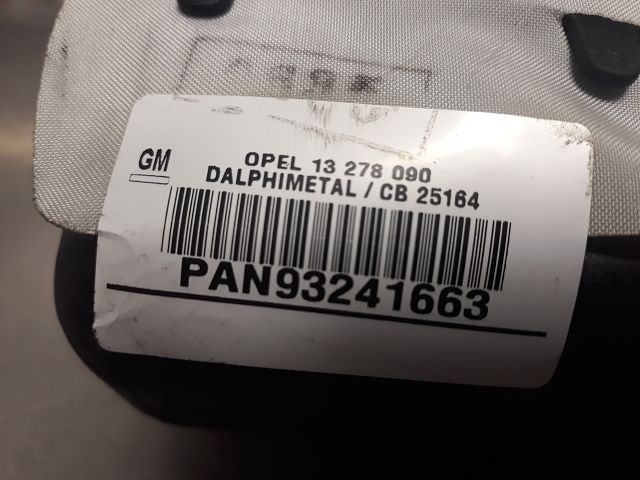 GM
OPEL 13 278 090
DALPHIMETAL / CB 25164
PAN93241663